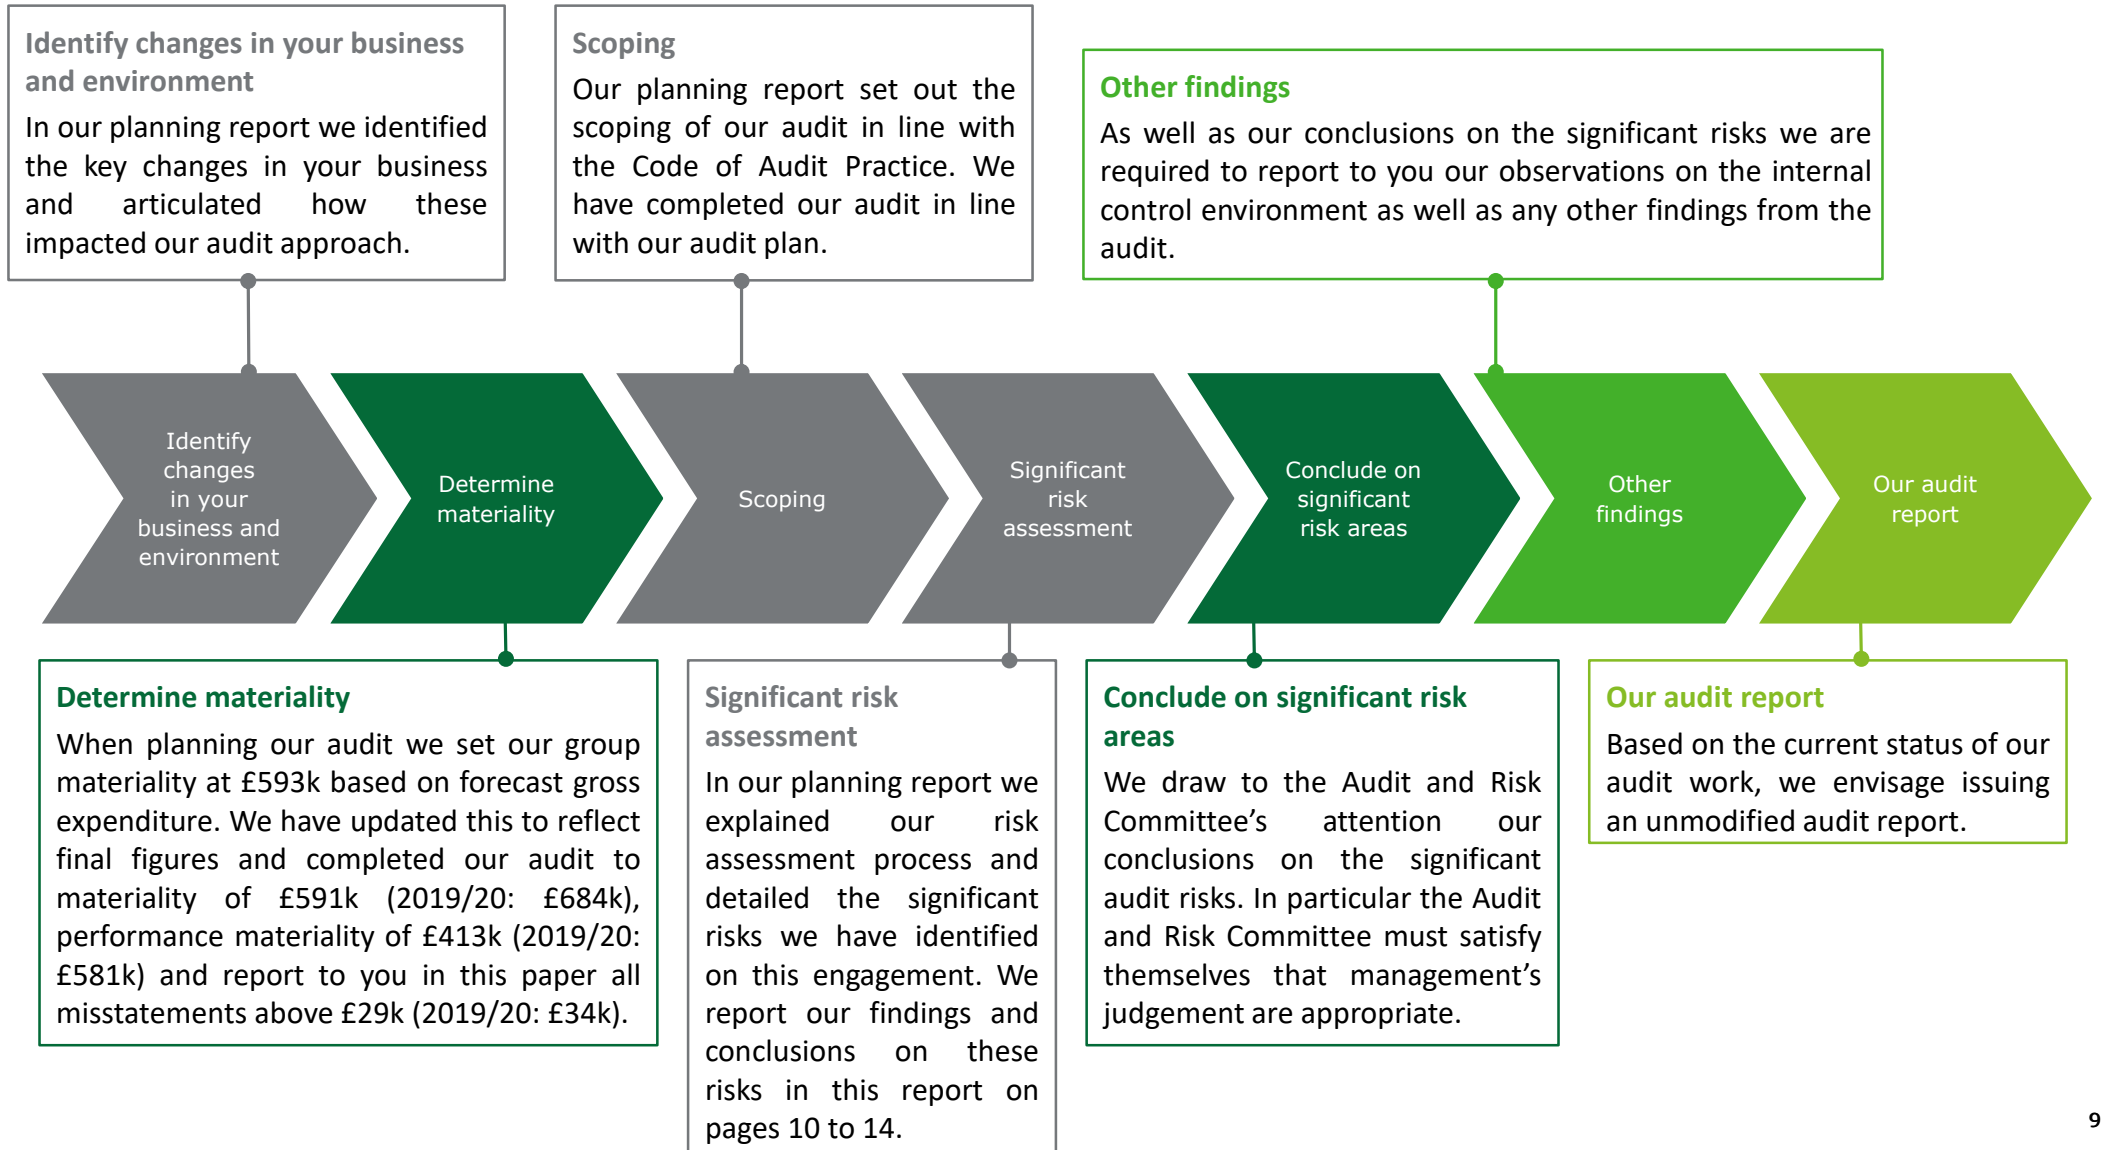 Identify changes in your business
and environment
In our planning report we identified
the key changes in your business
and articulated how these
impacted our audit approach.
Scoping
Our planning report set out the
scoping of our audit in line with
the Code of Audit Practice. We
have completed our audit in line
with our audit plan.
Other findings
As well as our conclusions on the significant risks we are
required to report to you our observations on the internal
control environment as well as any other findings from the
audit.
Identify
changes
in your
business and
environment
Determine
materiality
Scoping
Significant
risk
assessment
Conclude on
significant
risk areas
Other
findings
Our audit
report
Determine materiality
When planning our audit we set our group
materiality at £593k based on forecast gross
expenditure. We have updated this to reflect
final figures and completed our audit to
materiality of £591k (2019/20: £684k),
performance materiality of £413k (2019/20:
£581k) and report to you in this paper all
misstatements above £29k (2019/20: £34k).
Significant risk
assessment
In our planning report we
explained our risk
assessment process and
detailed the significant
risks we have identified
on this engagement. We
report our findings and
conclusions on these
risks in this report on
pages 10 to 14.
Conclude on significant risk
areas
We draw to the Audit and Risk
Committee’s attention our
conclusions on the significant
audit risks. In particular the Audit
and Risk Committee must satisfy
themselves that management’s
judgement are appropriate.
Our audit report
Based on the current status of our
audit work, we envisage issuing
an unmodified audit report.
9